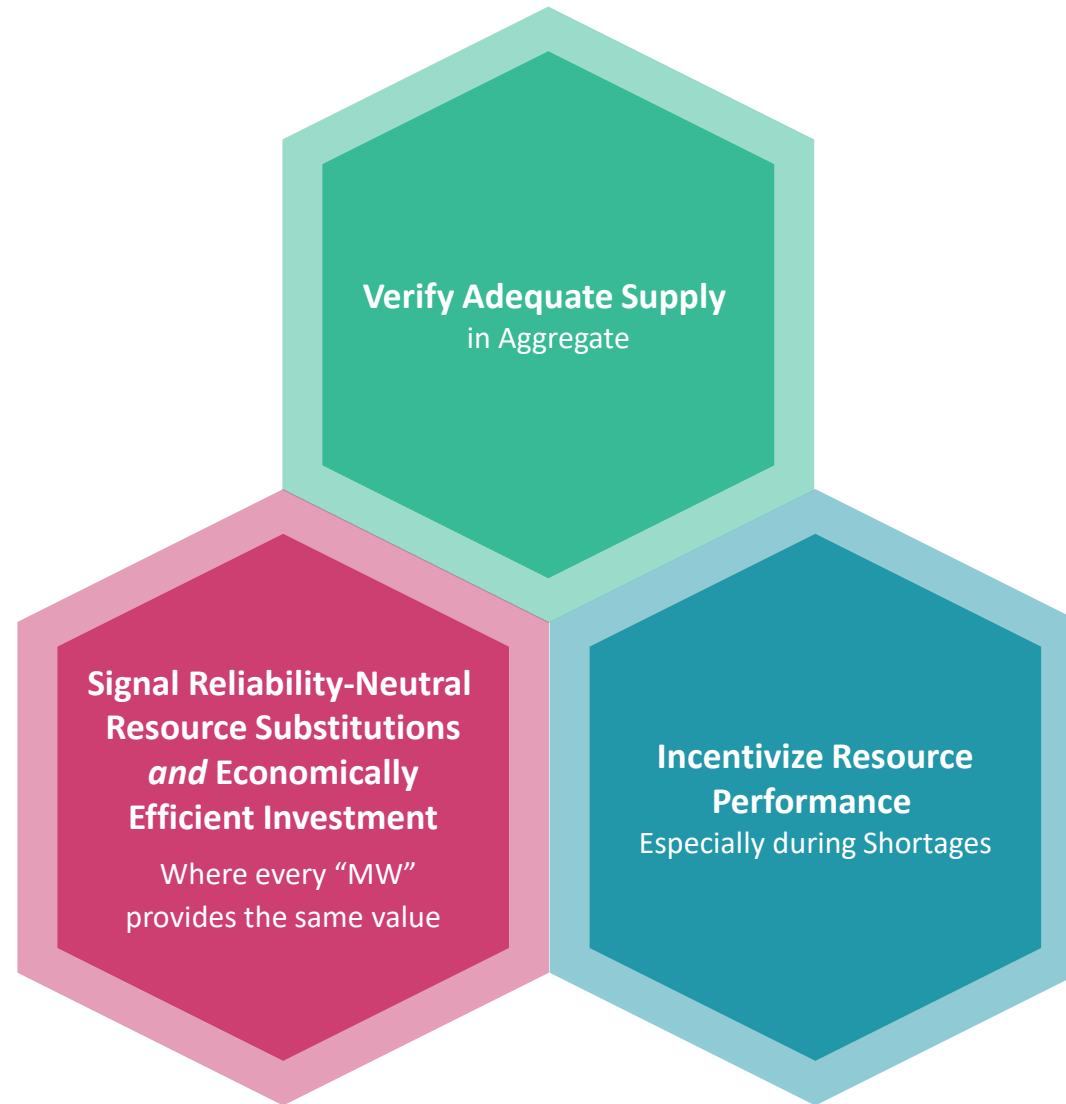 Verify Adequate Supply
in Aggregate
Signal Reliability-Neutral
Resource Substitutions
and Economically
Efficient Investment
Where every “MW”
provides the same value
Incentivize Resource
Performance
Especially during Shortages